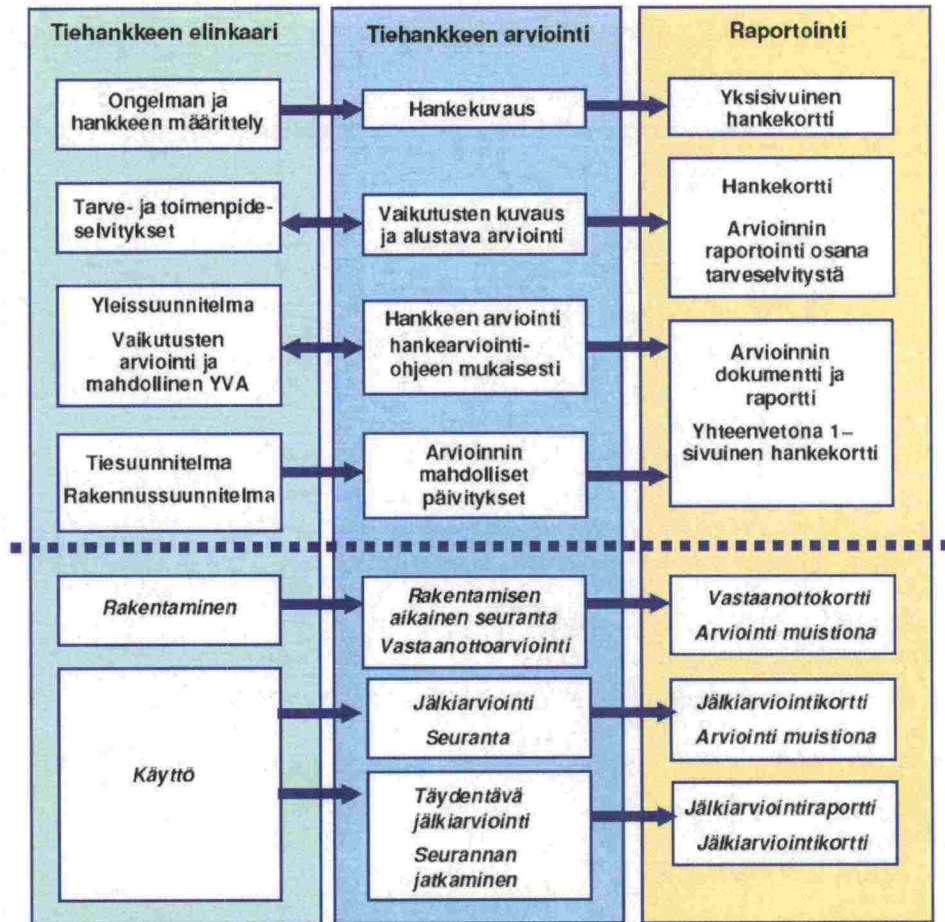 Tiehankkeen elinkaari
Tiehankkeen arviointi
Raportointi
Ongelman ja
hankkeen määrittely
Hankekuvaus
Yksisivuinen
hankekortti
Tarve- ja toimenpide-
selvitykset
Vaikutusten kuvaus
ja alustava arviointi
Hankekortti
Arvioinnin
raportointi osana
tarveselvitystä
Yleissuunnitelma
Vaikutusten
arviointi ja
mahdollinen YVA
Hankkeen arviointi
hankearviointi-
ohjeen mukaisesti
Arvioinnin
dokumentti ja
raportti
Yhteenvetona 1–
sivuinen hankekortti
Tiesuunnitelma
Rakennussuunnitelma
Arvioinnin
mahdolliset
päivitykset
Rakentaminen
Rakentamisen
aikainen seuranta
Vastaanottoarviointi
Vastaanottokortti
Arviointi muistiona
Käyttö
Jälkiarviointi
Seuranta
Jälkiarviointikortti
Arviointi muistiona
Täydentävä
jälkiarviointi
Seurannan
jatkaminen
Jälkiarviointiraportti
Jälkiarviointikortti